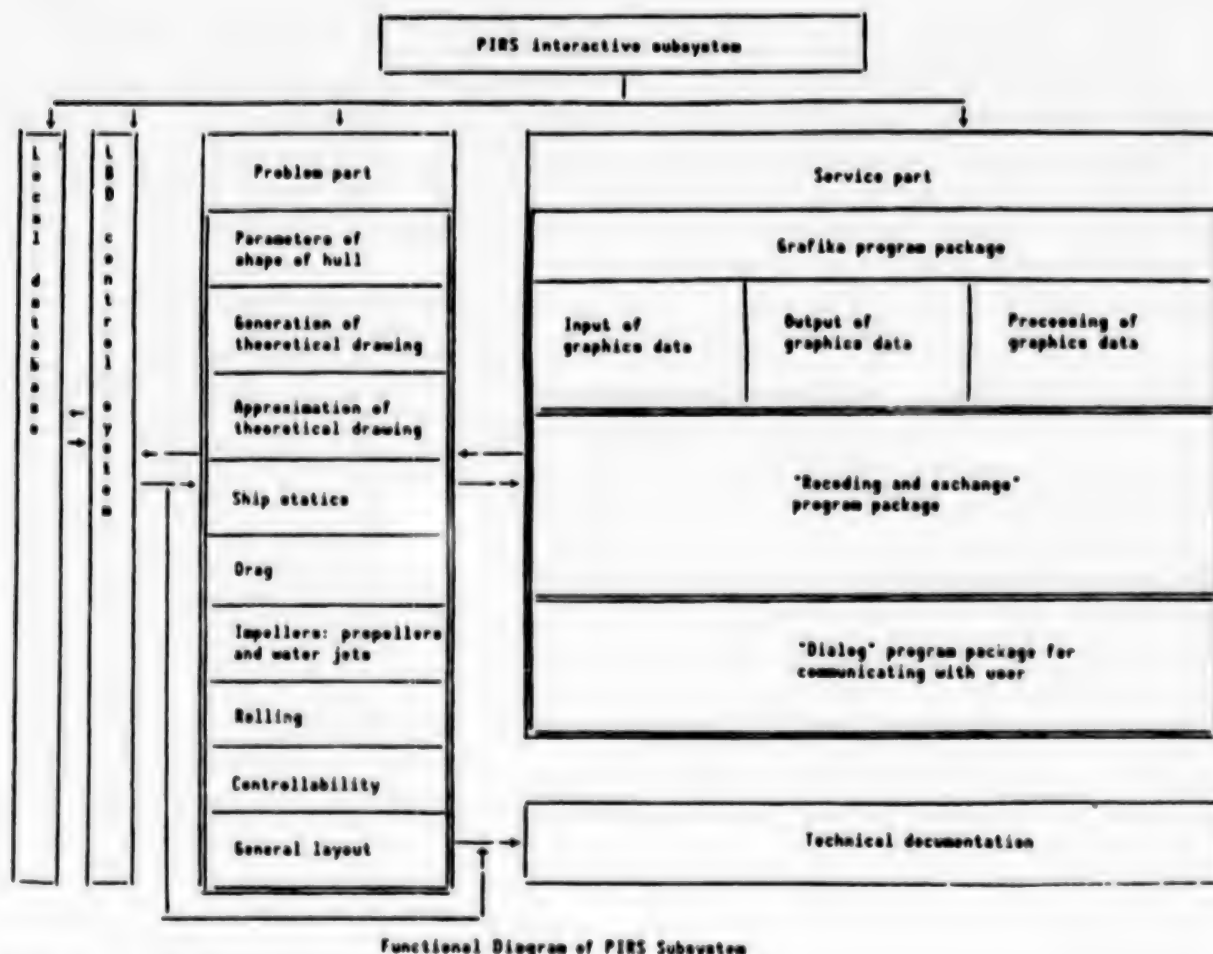 PIRS interactive subsystem
Local database
LBD control system
Problem part
Parameters of
shape of hull
Generation of
theoretical drawing
Approximation of
theoretical drawing
Ship statics
Drag
Impellers: propellers
and water jets
Rolling
Controllability
General layout
Service part
Grafika program package
Input of
graphics data
Output of
graphics data
Processing of
graphics data
"Recoding and exchange"
program package
"Dialog" program package for
communicating with user
Technical documentation
Functional Diagram of PIRS Subsystem